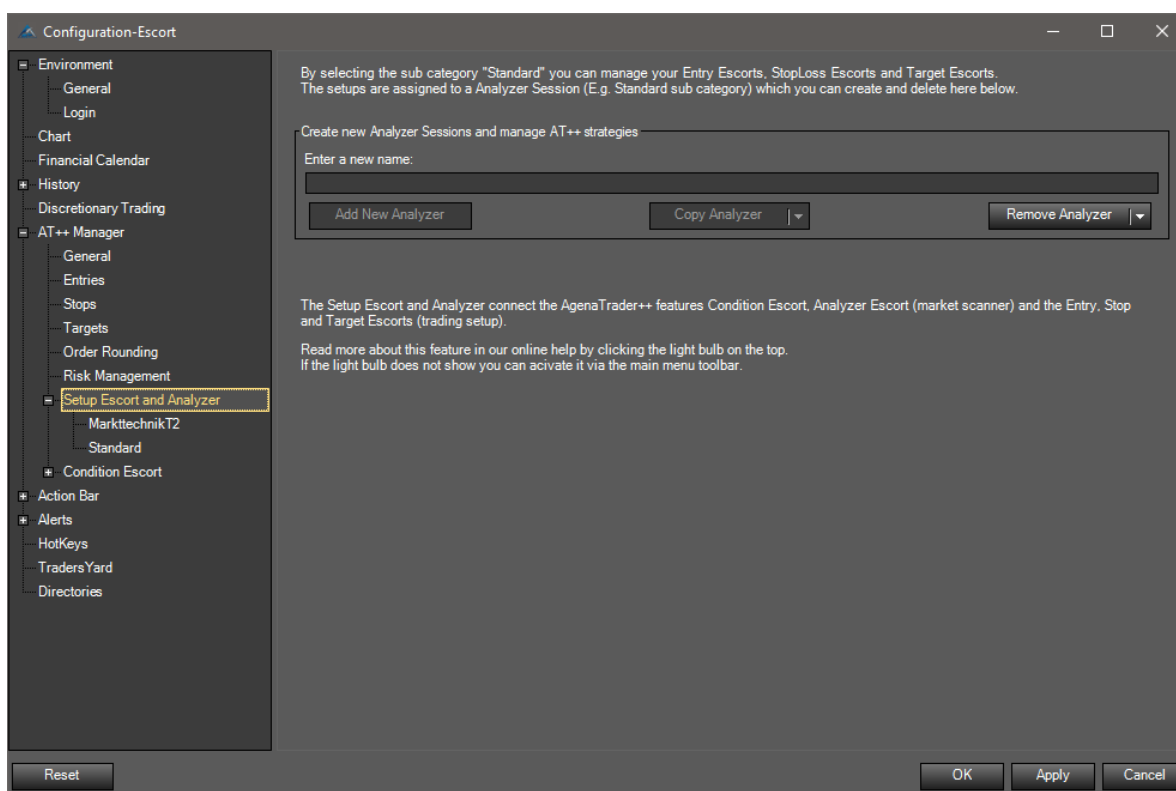 Configuration-Escort
Environment
General
Login
Chart
Financial Calendar
History
Discretionary Trading
AT++ Manager
General
Entries
Stops
Targets
Order Rounding
Risk Management
Setup Escort and Analyzer
MarkttechnikT2
Standard
Condition Escort
Action Bar
Alerts
HotKeys
TradersYard
Directories
By selecting the sub category "Standard" you can manage your Entry Escorts, StopLoss Escorts and Target Escorts.
The setups are assigned to a Analyzer Session (E.g. Standard sub category) which you can create and delete here below.
Create new Analyzer Sessions and manage AT++ strategies
Enter a new name:
Add New Analyzer
Copy Analyzer
Remove Analyzer
The Setup Escort and Analyzer connect the AgenaTrader++ features Condition Escort, Analyzer Escort (market scanner) and the Entry, Stop
and Target Escorts (trading setup).
Read more about this feature in our online help by clicking the light bulb on the top.
If the light bulb does not show you can acivate it via the main menu toolbar.
Reset
OK
Apply
Cancel